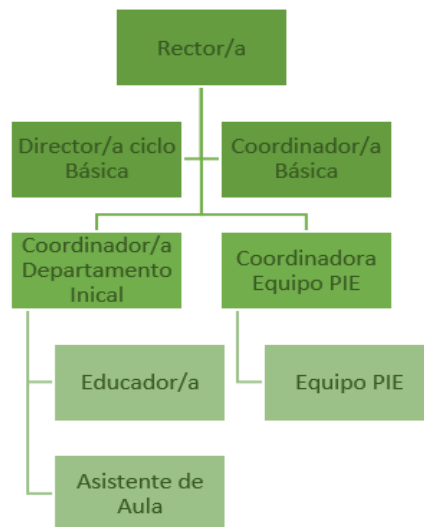 Rector/a
Director/a ciclo
Básica
Coordinador/a
Básica
Coordinador/a
Departamento
Inical
Coordinadora
Equipo PIE
Educador/a
Equipo PIE
Asistente de
Aula